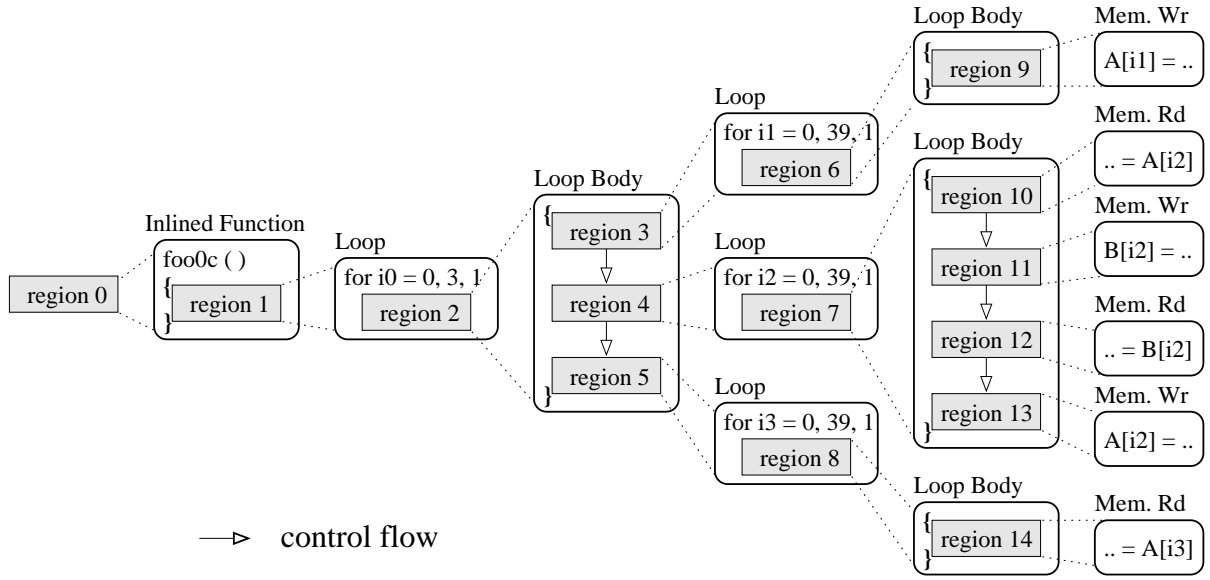 region 0
Inlined Function
foo0c ( )
{
region 1
}
Loop
for i0 = 0, 3, 1
region 2
Loop Body
{
region 3
region 4
region 5
}
Loop
for i1 = 0, 39, 1
region 6
Loop
for i2 = 0, 39, 1
region 7
Loop
for i3 = 0, 39, 1
region 8
Loop Body
{
region 9
}
Loop Body
{
region 10
region 11
region 12
region 13
}
Loop Body
{
region 14
}
Mem. Wr
A[i1] = ..
Mem. Rd
.. = A[i2]
Mem. Wr
B[i2] = ..
Mem. Rd
.. = B[i2]
Mem. Wr
A[i2] = ..
Mem. Rd
.. = A[i3]
control flow